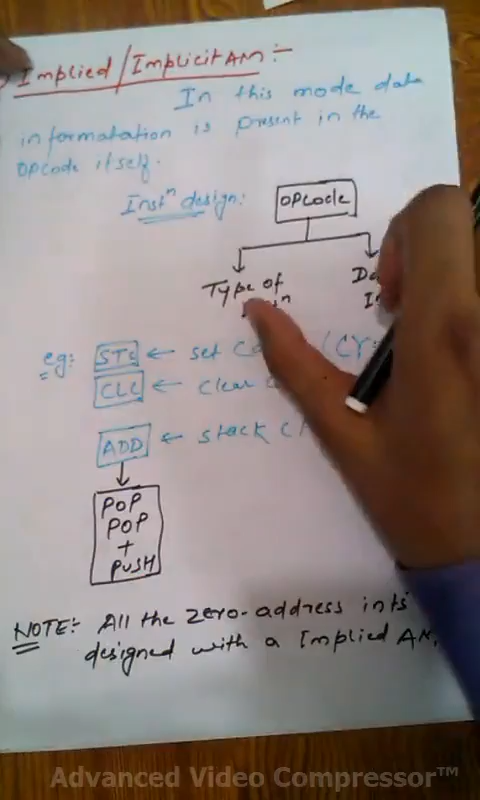 Implied/Implicit AM:-
In this mode data
informatation is present in the
opcode itself.
Instⁿ design:
OPCode
Type of
eg: STC ← set
CLC ← clear
ADD ← stack
POP
POP
+
PUSH
NOTE:- All the zero-address
designed with a Implied AM.
Advanced Video Compressor™